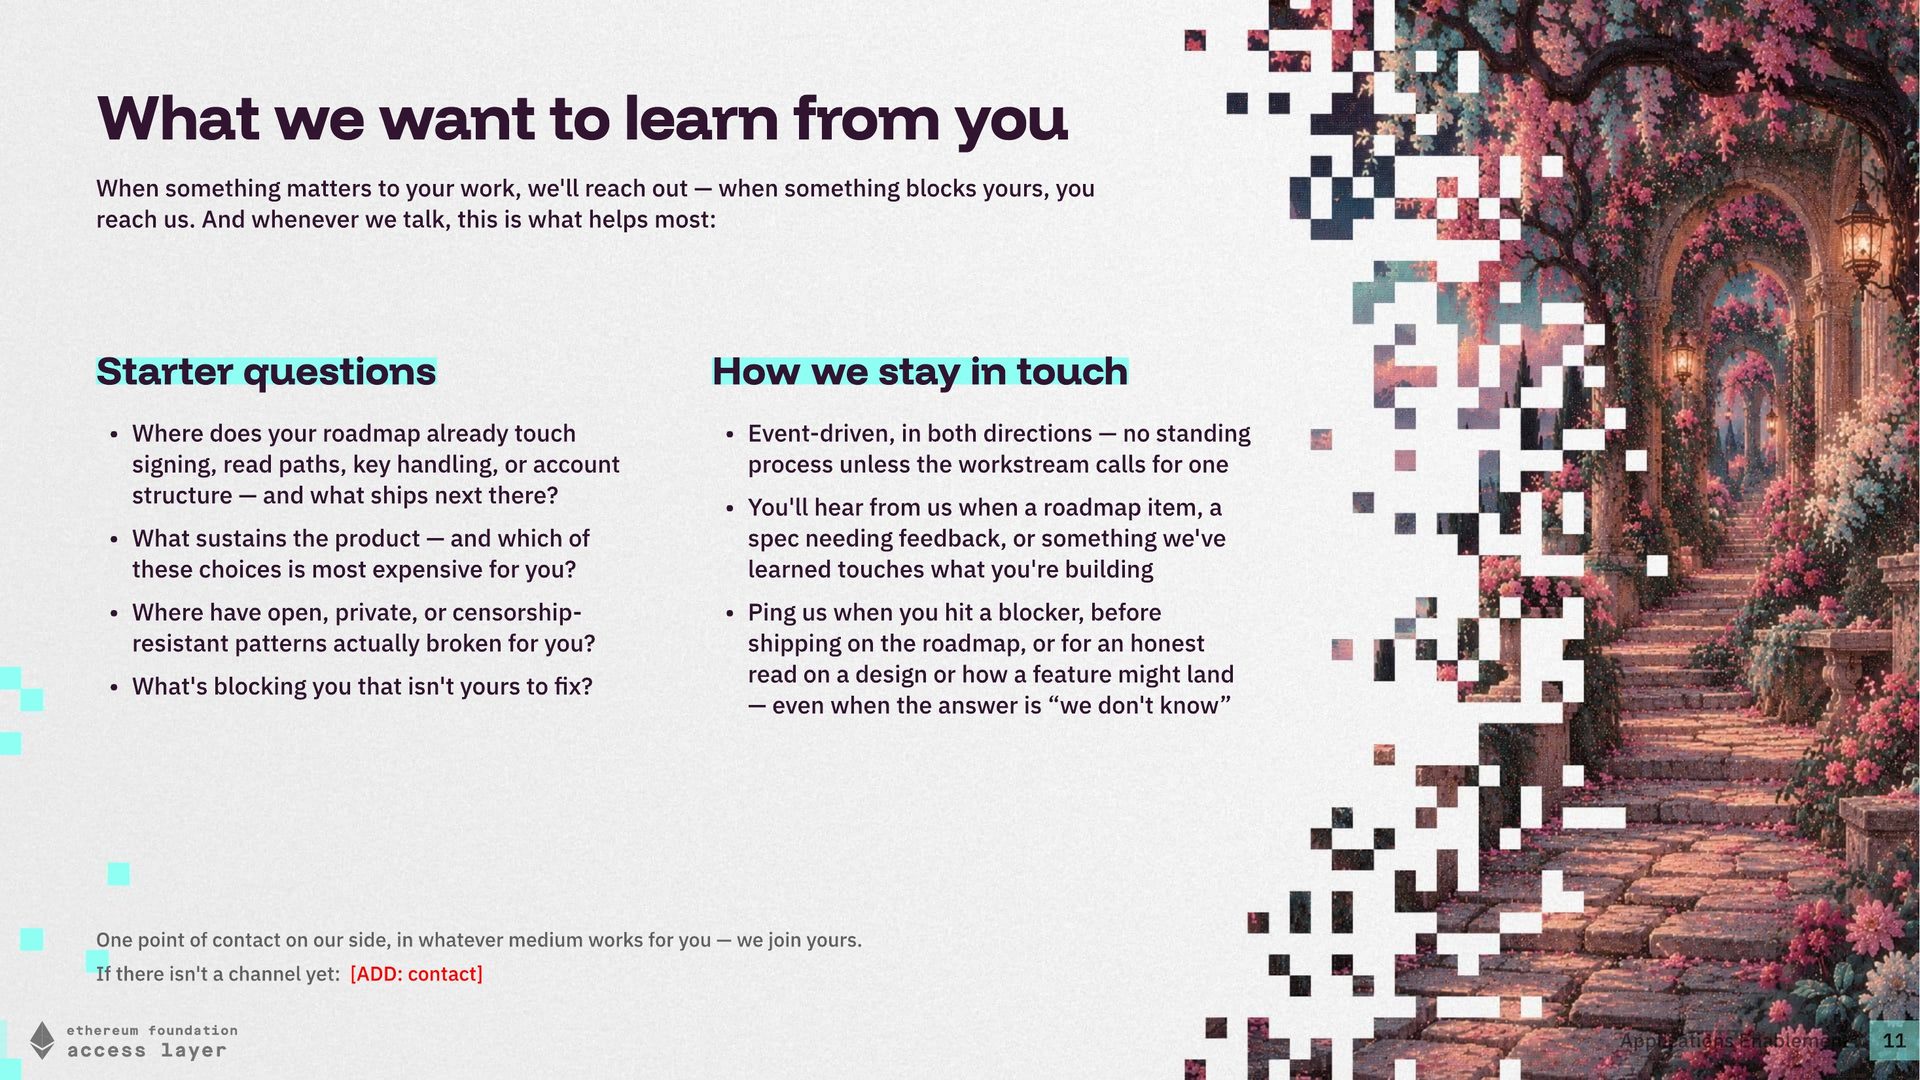 What we want to learn from you
When something matters to your work, we'll reach out — when something blocks yours, you
reach us. And whenever we talk, this is what helps most:
Starter questions
• Where does your roadmap already touch
signing, read paths, key handling, or account
structure — and what ships next there?
• What sustains the product — and which of
these choices is most expensive for you?
• Where have open, private, or censorship-
resistant patterns actually broken for you?
• What's blocking you that isn't yours to fix?
How we stay in touch
• Event-driven, in both directions — no standing
process unless the workstream calls for one
• You'll hear from us when a roadmap item, a
spec needing feedback, or something we've
learned touches what you're building
• Ping us when you hit a blocker, before
shipping on the roadmap, or for an honest
read on a design or how a feature might land
— even when the answer is “we don't know”
One point of contact on our side, in whatever medium works for you — we join yours.
If there isn't a channel yet: [ADD: contact]
ethereum foundation
access layer
Applications Enablement
11